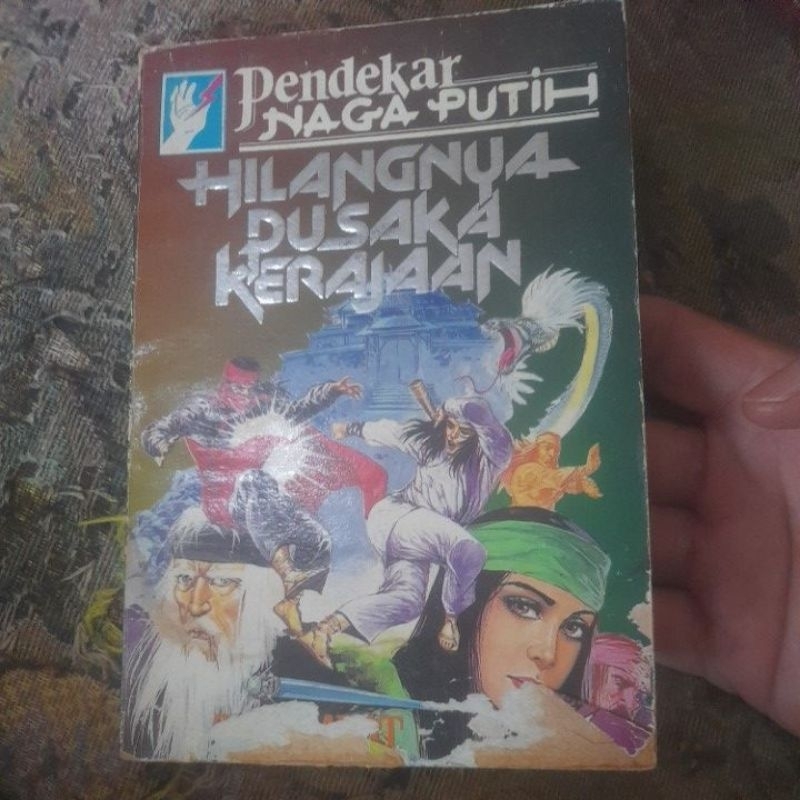 Pendekar
NAGA PUTIH
HILANGNYA
PUSAKA
KERAJAAN